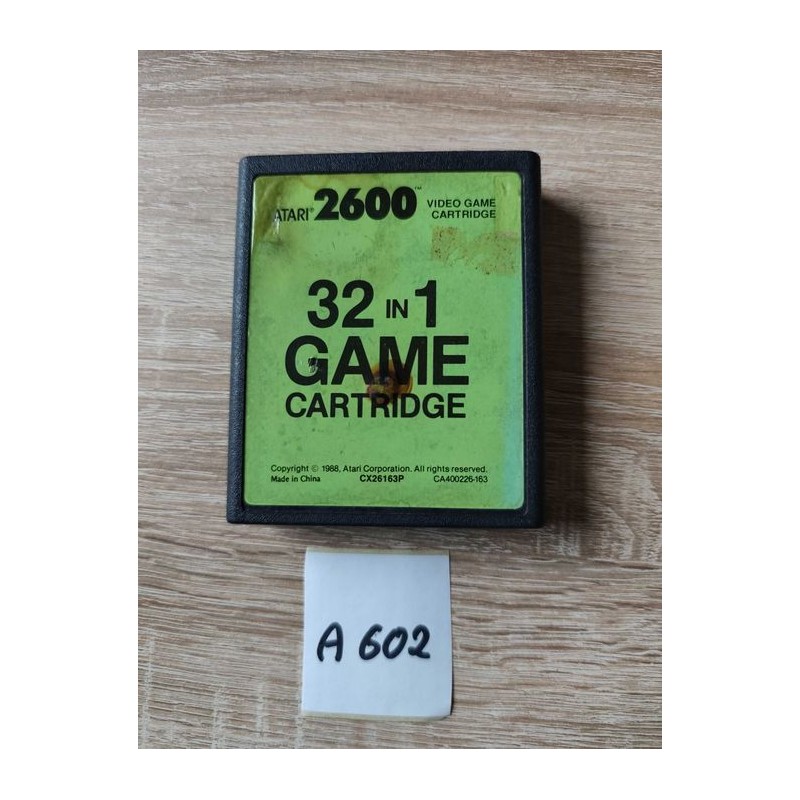 ATARI® 2600™ VIDEO GAME
CARTRIDGE
32 IN 1
GAME
CARTRIDGE
Copyright © 1988, Atari Corporation. All rights reserved.
Made in China CX26163P CA400226-163
A 602